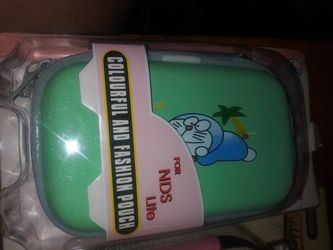 COLOURFUL AND FASHION POUCH
FOR
NDS
Lite